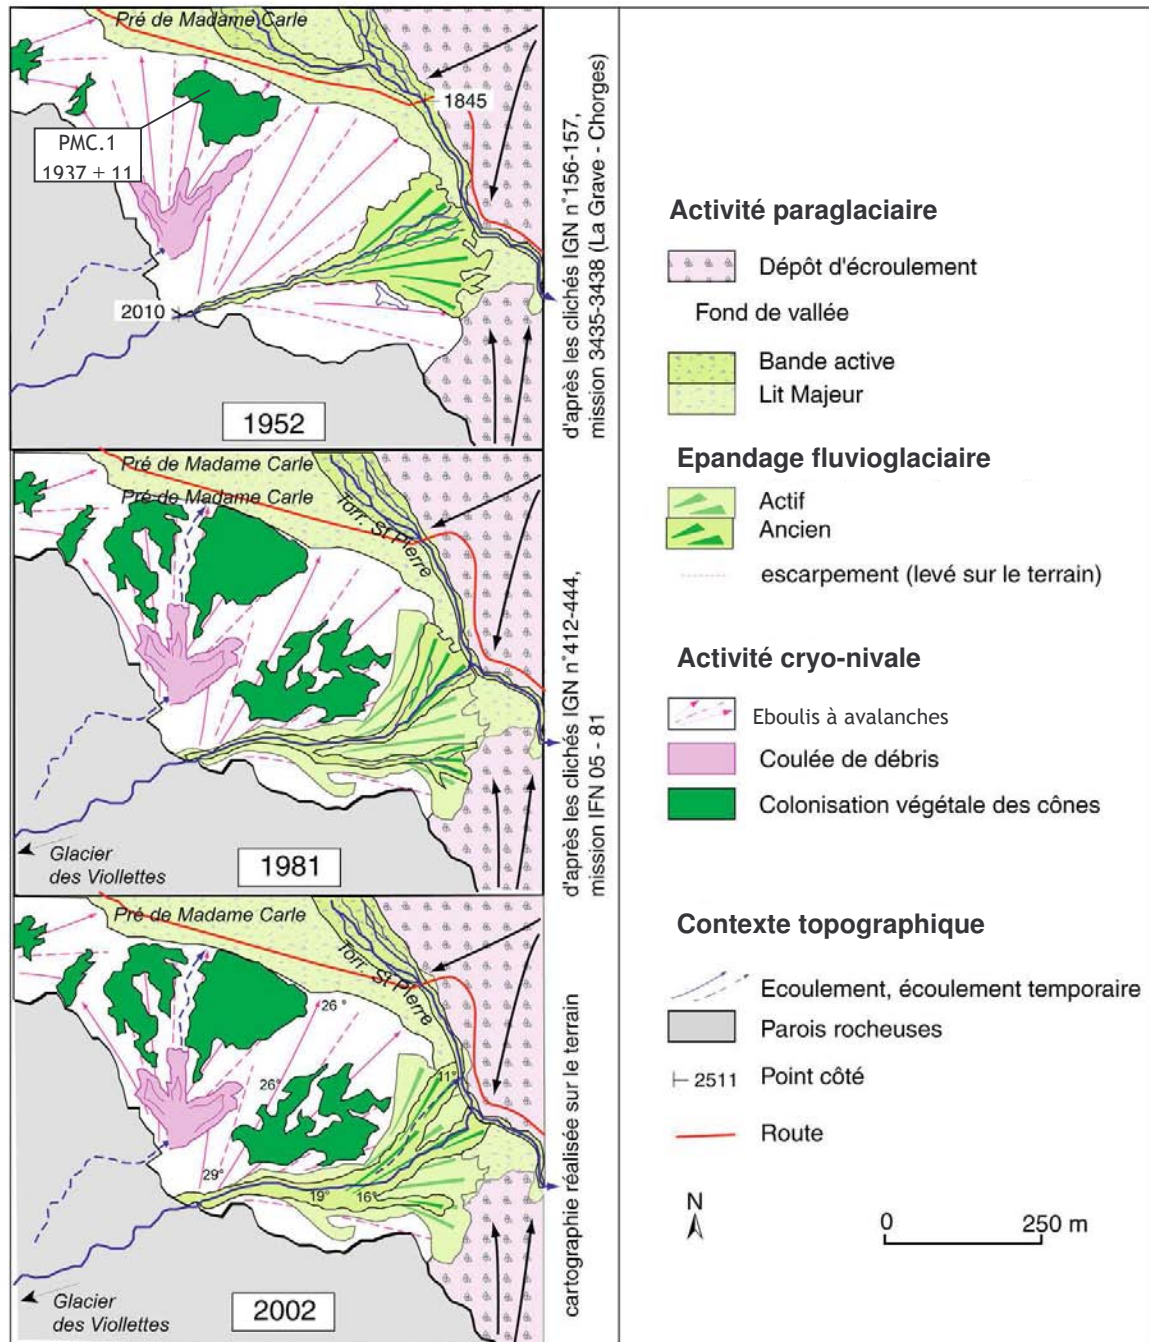 Pré de Madame Carle
1845
PMC.1
1937 + 11
2010
1952
d'après les clichés IGN n°156-157,
mission 3435-3438 (La Grave - Chorges)
Pré de Madame Carle
Pré de Madame Carle
Torr. St Pierre
Glacier
des Viollettes
1981
d'après les clichés IGN n°412-444,
mission IFN 05 - 81
Pré de Madame Carle
Torr. St Pierre
26 °
26°
11°
29°
19°
16°
Glacier
des Viollettes
2002
cartographie réalisée sur le terrain
Activité paraglaciaire
Dépôt d'écroulement
Fond de vallée
Bande active
Lit Majeur
Epandage fluvioglaciaire
Actif
Ancien
escarpement (levé sur le terrain)
Activité cryo-nivale
Eboulis à avalanches
Coulée de débris
Colonisation végétale des cônes
Contexte topographique
Ecoulement, écoulement temporaire
Parois rocheuses
2511 Point côté
Route
N
0 250 m